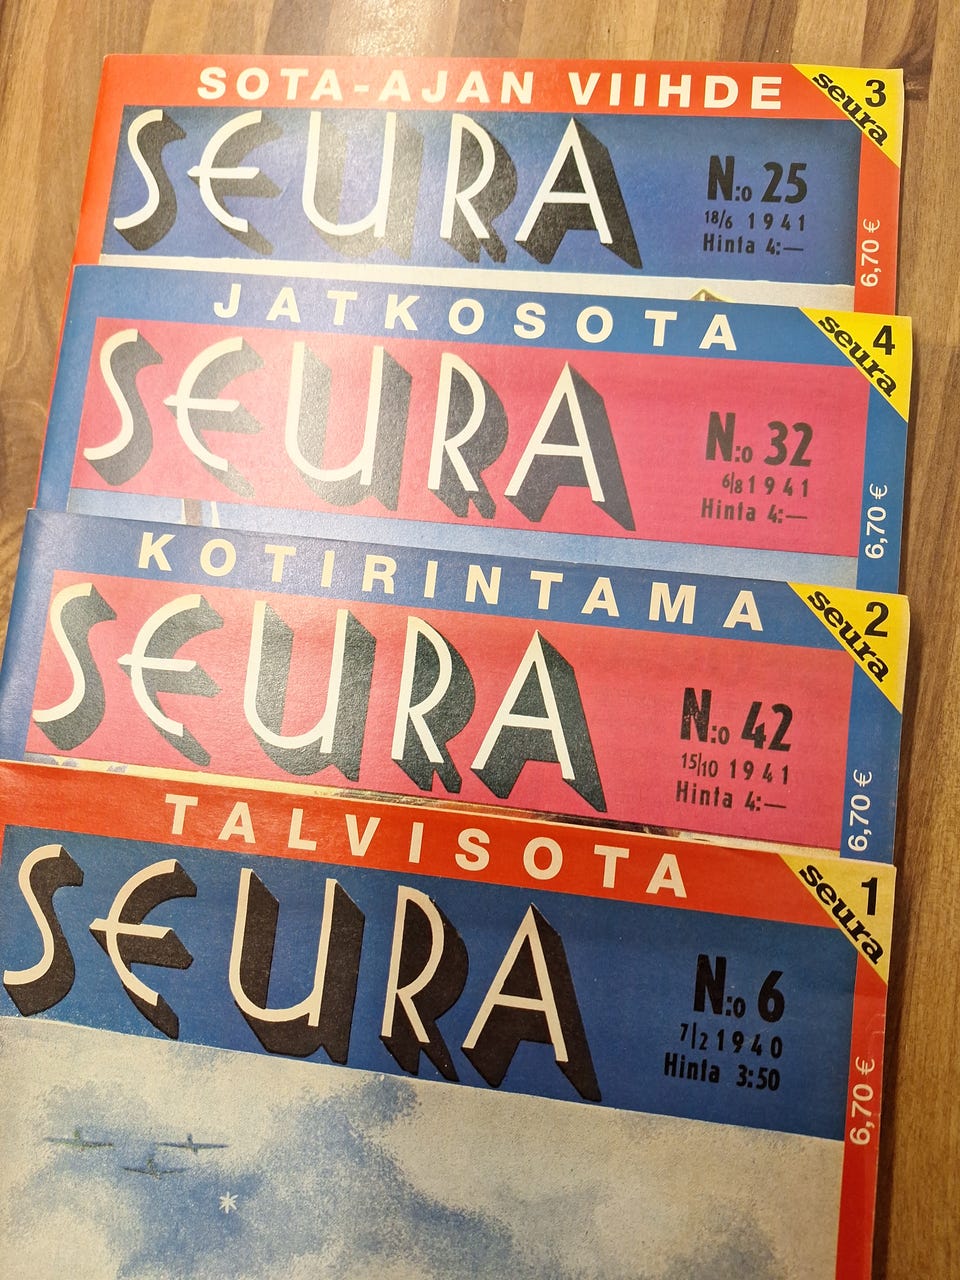 SOTA-AJAN VIIHDE
seura 3
SEURA
N:o 25
18/6 1941
Hinta 4:—
6,70 €
JATKOSOTA
seura 4
SEURA
N:o 32
6/8 1941
Hinta 4:—
6,70 €
KOTIRINTAMA
seura 2
SEURA
N:o 42
15/10 1941
Hinta 4:—
6,70 €
TALVISOTA
seura 1
SEURA
N:o 6
7/2 1940
Hinta 3:50
6,70 €